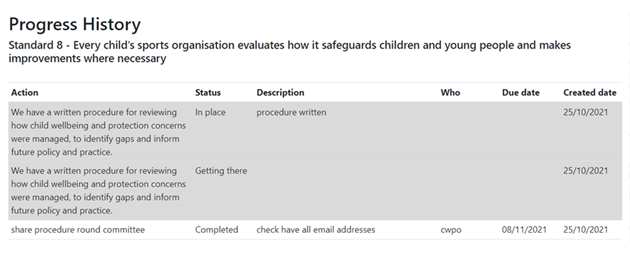 Progress History
Standard 8 - Every child's sports organisation evaluates how it safeguards children and young people and makes
improvements where necessary
Action Status Description Who Due date Created date
We have a written procedure for reviewing In place procedure written 25/10/2021
how child wellbeing and protection concerns
were managed, to identify gaps and inform
future policy and practice.
We have a written procedure for reviewing Getting there 25/10/2021
how child wellbeing and protection concerns
were managed, to identify gaps and inform
future policy and practice.
share procedure round committee Completed check have all email addresses cwpo 08/11/2021 25/10/2021